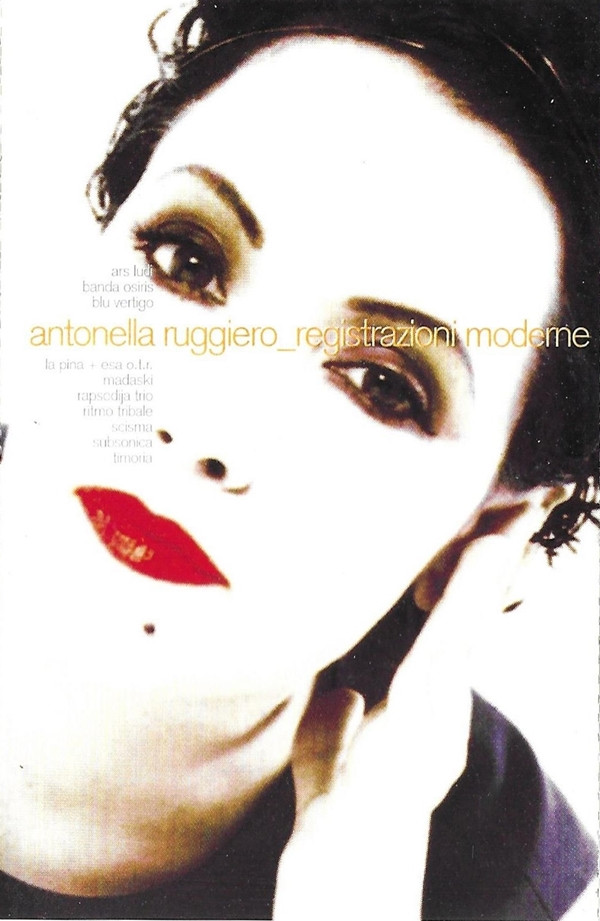 ars ludi
banda osiris
blu vertigo
antonella ruggiero_registrazioni moderne
la pina + esa o.t.r.
madaski
rapsodija trio
ritmo tribale
scisma
subsonica
timoria